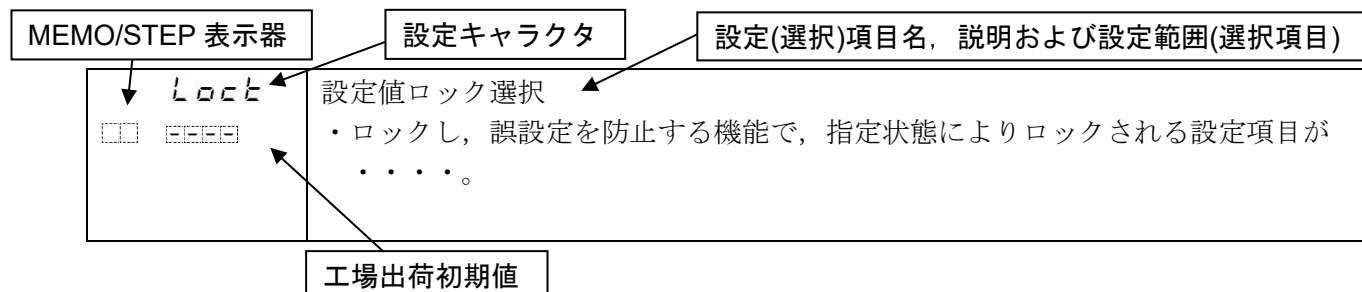 MEMO/STEP 表示器
設定キャラクタ
設定(選択)項目名，説明および設定範囲(選択項目)
Lock
設定値ロック選択
----
・ロックし，誤設定を防止する機能で，指定状態によりロックされる設定項目が
・・・・。
工場出荷初期値